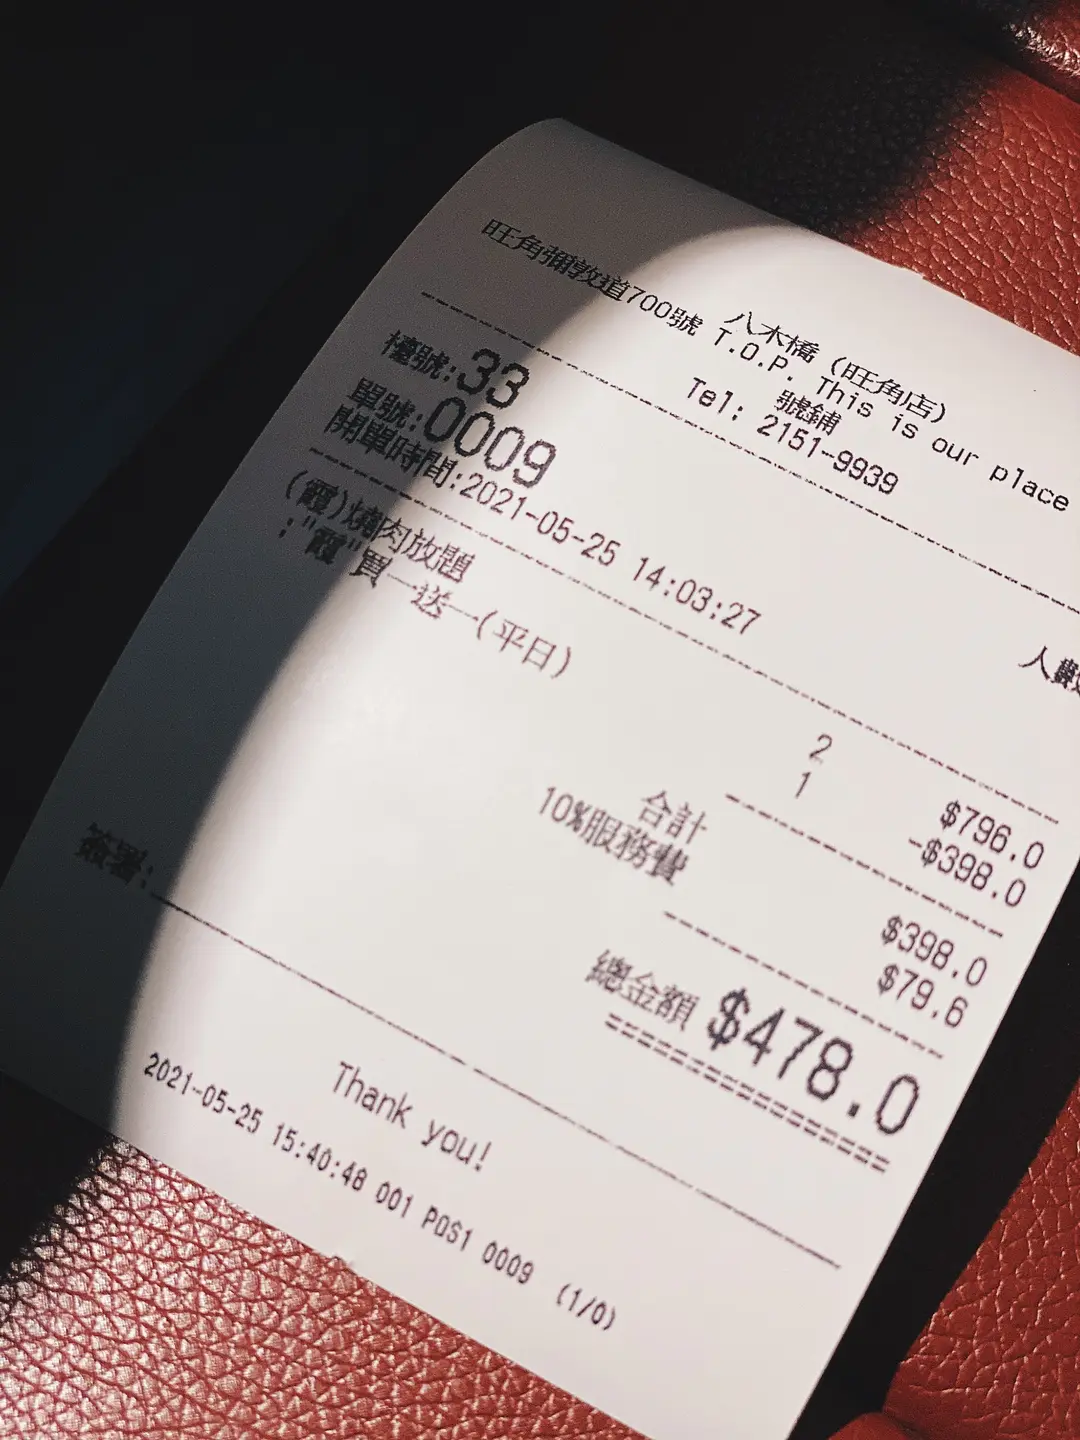 八木橋 (旺角店)
旺角彌敦道700號 T.O.P. This is our place
號鋪
Tel: 2151-9939
檯號:33
單號:0009
開單時間:2021-05-25 14:03:27
(霞)燒肉放題 2 $796.0
:"霞"買一送一(平日) 1 -$398.0
合計 $398.0
10%服務費 $79.6
總金額 $478.0
簽署:
Thank you!
2021-05-25 15:40:48 001 POS1 0009 (1/0)